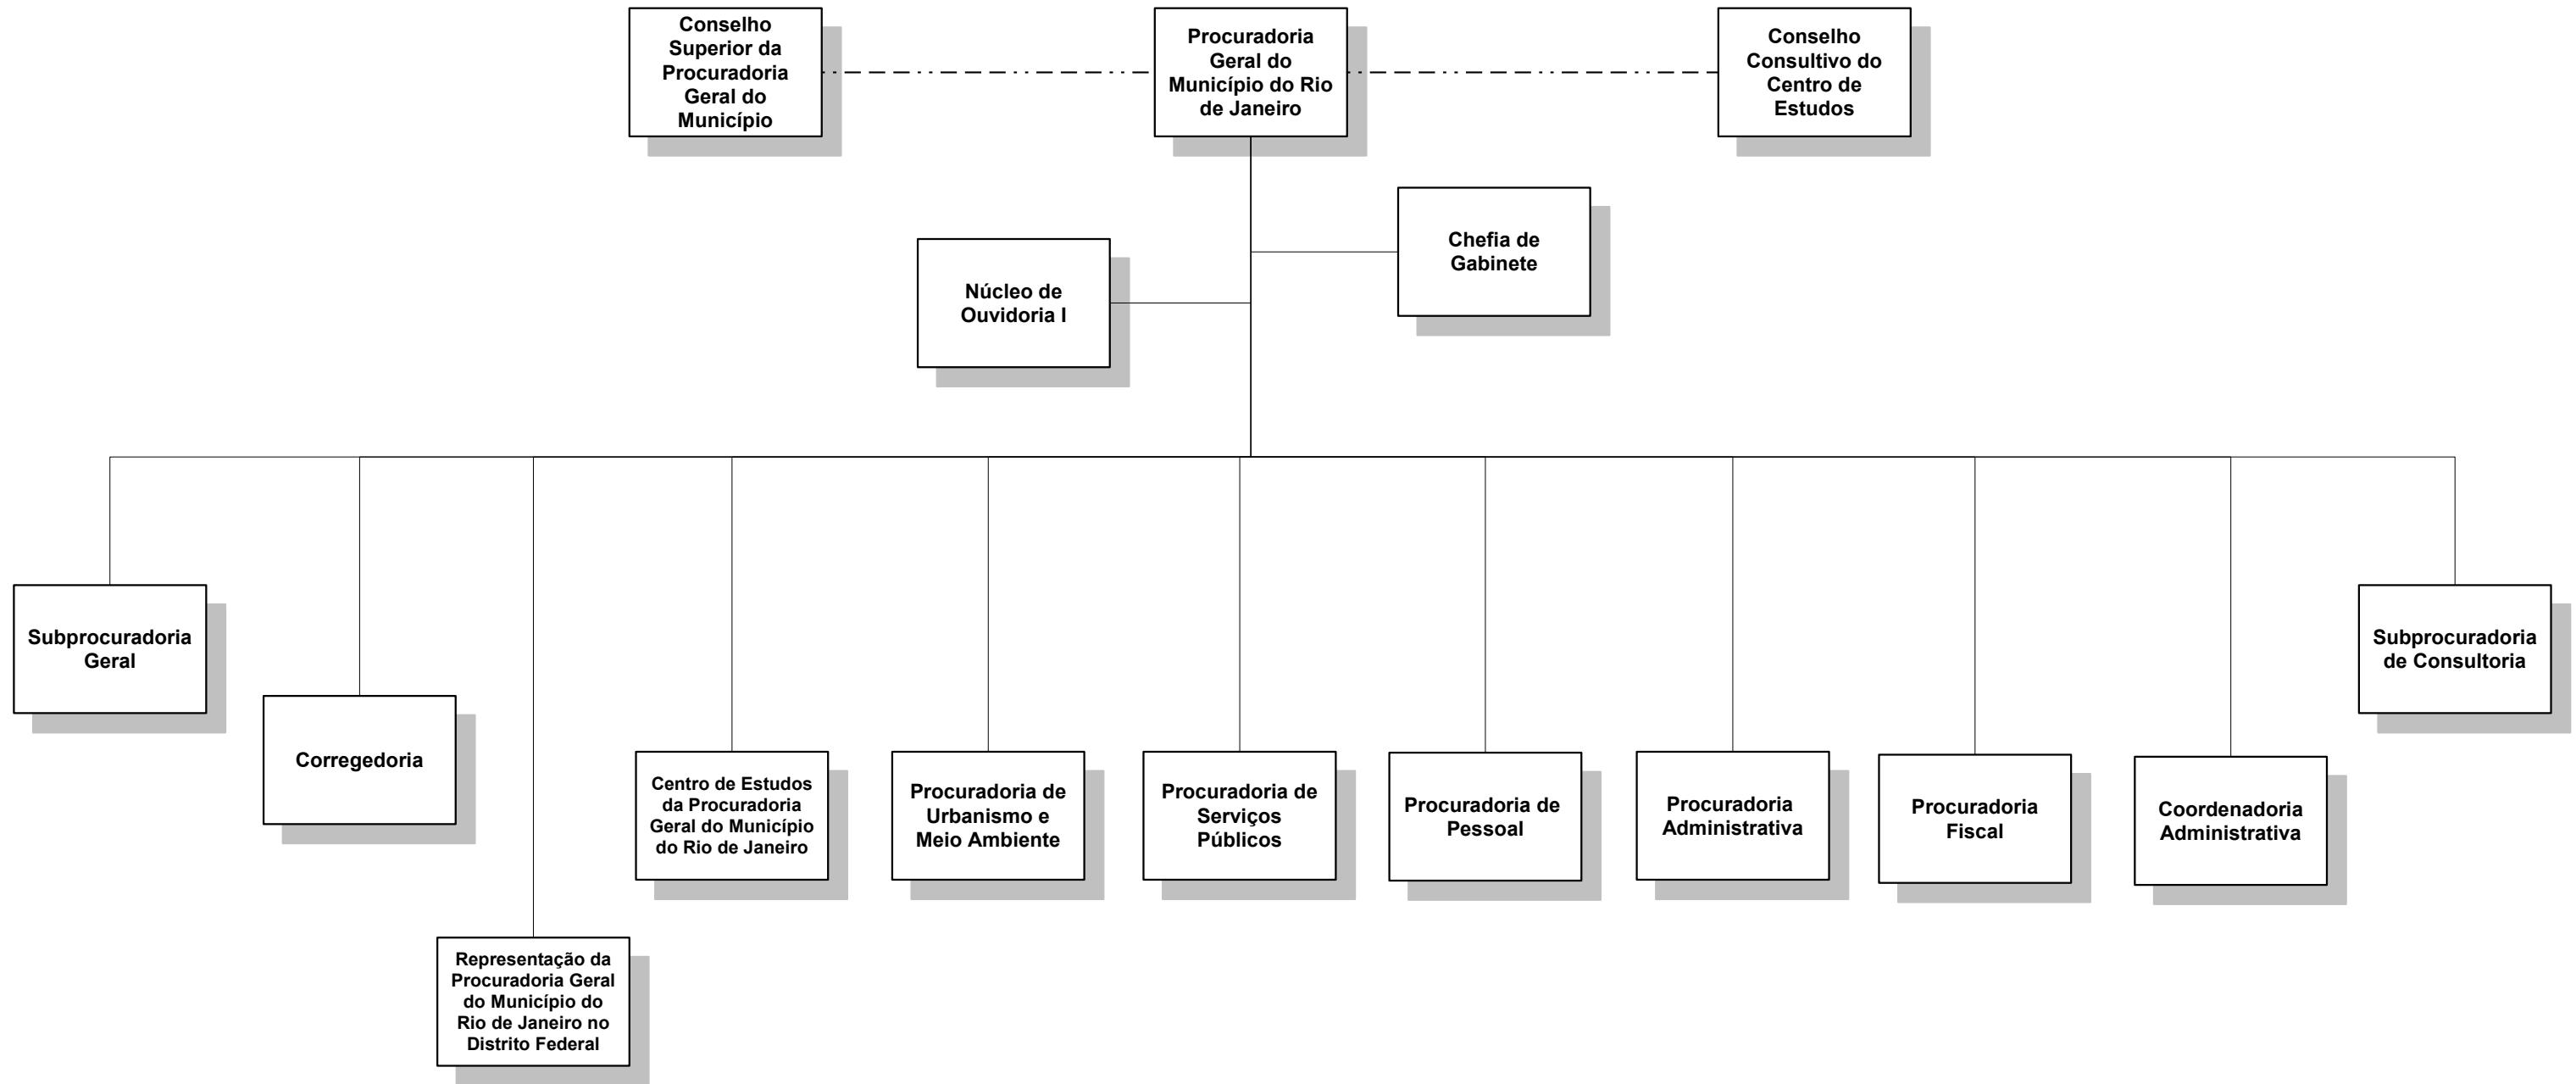 Conselho
Superior da
Procuradoria
Geral do
Município
Procuradoria
Geral do
Município do Rio
de Janeiro
Conselho
Consultivo do
Centro de
Estudos
Chefia de
Gabinete
Núcleo de
Ouvidoria I
Subprocuradoria
Geral
Corregedoria
Representação da
Procuradoria Geral
do Município do
Rio de Janeiro no
Distrito Federal
Centro de Estudos
da Procuradoria
Geral do Município
do Rio de Janeiro
Procuradoria de
Urbanismo e
Meio Ambiente
Procuradoria de
Serviços
Públicos
Procuradoria de
Pessoal
Procuradoria
Administrativa
Procuradoria
Fiscal
Coordenadoria
Administrativa
Subprocuradoria
de Consultoria